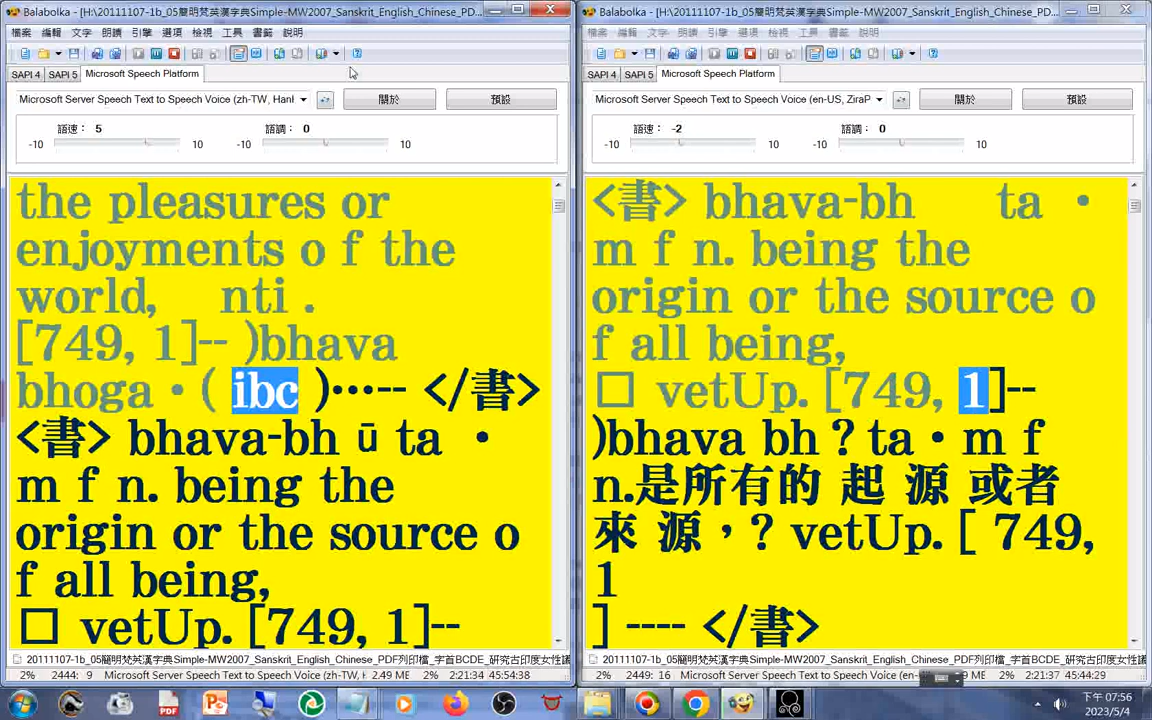 Balabolka - [H:\20111107-1b_05簡明梵英漢字典Simple-MW2007_Sanskrit_English_Chinese_PD...
檔案 編輯 文字 朗讀 引擎 選項 檢視 工具 書籤 說明
SAPI 4 SAPI 5 Microsoft Speech Platform
Microsoft Server Speech Text to Speech Voice (zh-TW, HanI 關於 預設
語速: 5 語調: 0
-10 10 -10 10
the pleasures or
enjoyments o f the
world, nti .
[749, 1]-- )bhava
bhoga • ( ibc )…-- </書>
<書> bhava-bh ū ta •
m f n. being the
origin or the source o
f all being,
□ vetUp. [749, 1]--
20111107-1b_05簡明梵英漢字典Simple-MW2007_Sanskrit_English_Chinese_PDF列印檔_字首BCDE_研究古印度女性議
2% 2444: 9 Microsoft Server Speech Text to Speech Voice (zh-TW, Hanl 2.49 ME 2% 2:21:34 45:54:38
Balabolka - [H:\20111107-1b_05簡明梵英漢字典Simple-MW2007_Sanskrit_English_Chinese_PD...
檔案 編輯 文字 朗讀 引擎 選項 檢視 工具 書籤 說明
SAPI 4 SAPI 5 Microsoft Speech Platform
Microsoft Server Speech Text to Speech Voice (en-US, ZiraP 關於 預設
語速: -2 語調: 0
-10 10 -10 10
<書> bhava-bh ta •
m f n. being the
origin or the source o
f all being,
□ vetUp. [749, 1]--
)bhava bh ? ta • m f
n.是所有的 起 源 或者
來 源，? vetUp. [ 749,
1
] ---- </書>
20111107-1b_05簡明梵英漢字典Simple-MW2007_Sanskrit_English_Chinese_PDF列印檔_字首BCDE_研究古印度女性議
2% 2449: 16 Microsoft Server Speech Text to Speech Voice (en-US, ME 2% 2:21:37 45:44:29
下午 07:56
2023/5/4